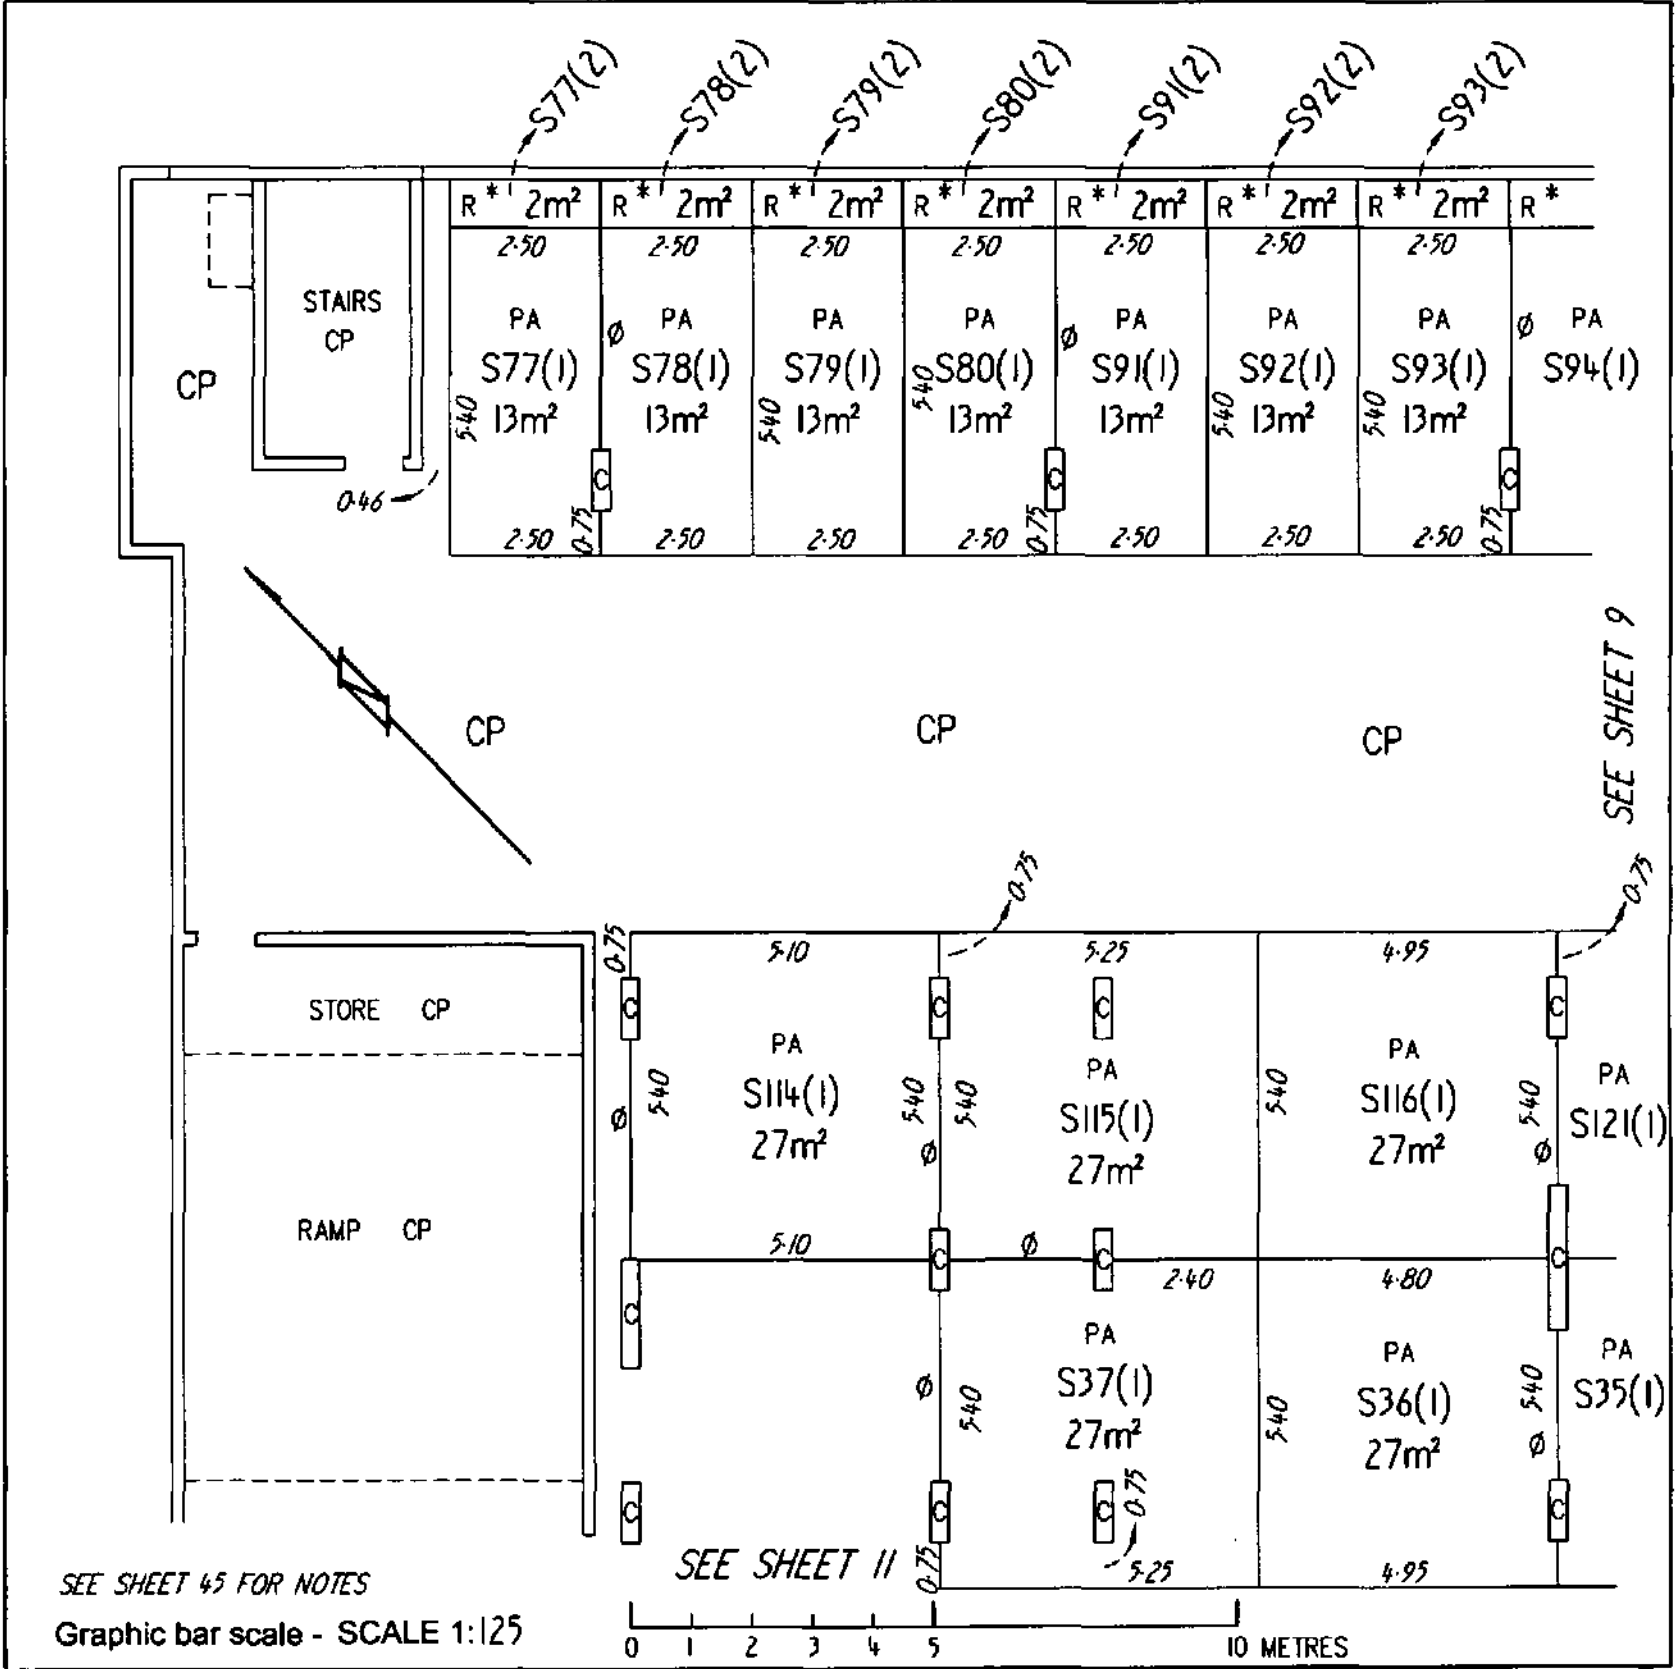 S77(2) S78(2) S79(2) S80(2) S91(2) S92(2) S93(2)
R * 2m² R * 2m² R * 2m² R * 2m² R * 2m² R * 2m² R * 2m² R *
2·50 2·50 2·50 2·50 2·50 2·50 2·50
STAIRS
CP
PA PA PA PA PA PA PA PA
Ø Ø Ø
CP
S77(1) S78(1) S79(1) S80(1) S91(1) S92(1) S93(1) S94(1)
13m² 13m² 13m² 13m² 13m² 13m² 13m²
5·40 5·40 5·40 5·40 5·40
C C C
0·46
0·75 0·75 0·75
2·50 2·50 2·50 2·50 2·50 2·50 2·50
SEE SHEET 9
CP CP CP
0·75 0·75
0·75 5·10 5·25 4·95
STORE CP
C C C C
PA PA PA PA
S114(1) S115(1) S116(1) S121(1)
27m² 27m² 27m²
5·40 5·40 5·40 5·40 5·40
Ø Ø Ø
RAMP CP
5·10 Ø
C C C C
2·40 4·80
PA PA PA
S37(1) S36(1) S35(1)
27m² 27m²
Ø 5·40 5·40 5·40 Ø
C C C 0·75 C
SEE SHEET 11 0·75 5·25 4·95
SEE SHEET 45 FOR NOTES
Graphic bar scale - SCALE 1:125
0 1 2 3 4 5 10 METRES